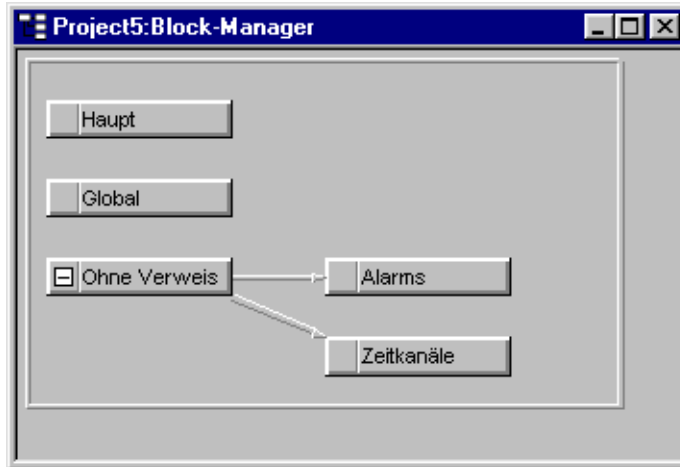 Project5:Block-Manager
Haupt
Global
Ohne Verweis
Alarms
Zeitkanäle